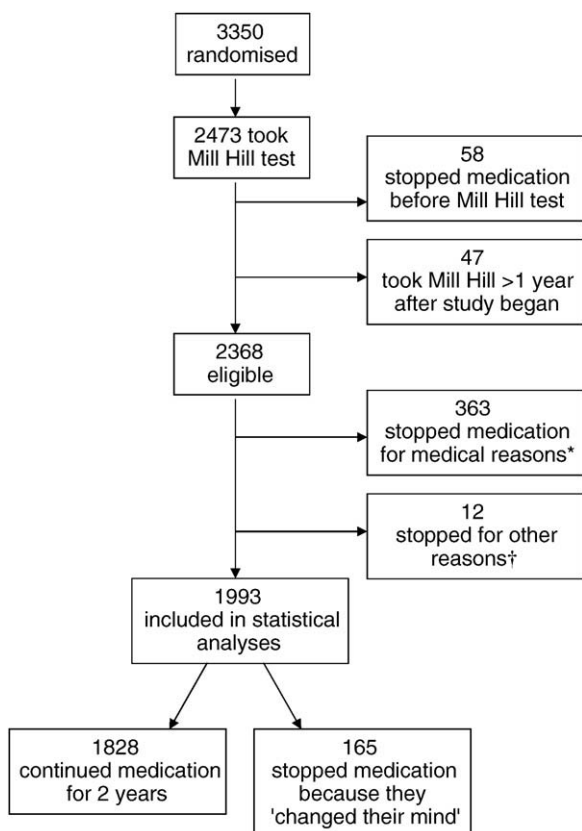 3350
randomised
2473 took
Mill Hill test
58
stopped medication
before Mill Hill test
47
took Mill Hill >1 year
after study began
2368
eligible
363
stopped medication
for medical reasons*
12
stopped for other
reasons†
1993
included in statistical
analyses
1828
continued medication
for 2 years
165
stopped medication
because they
'changed their mind'